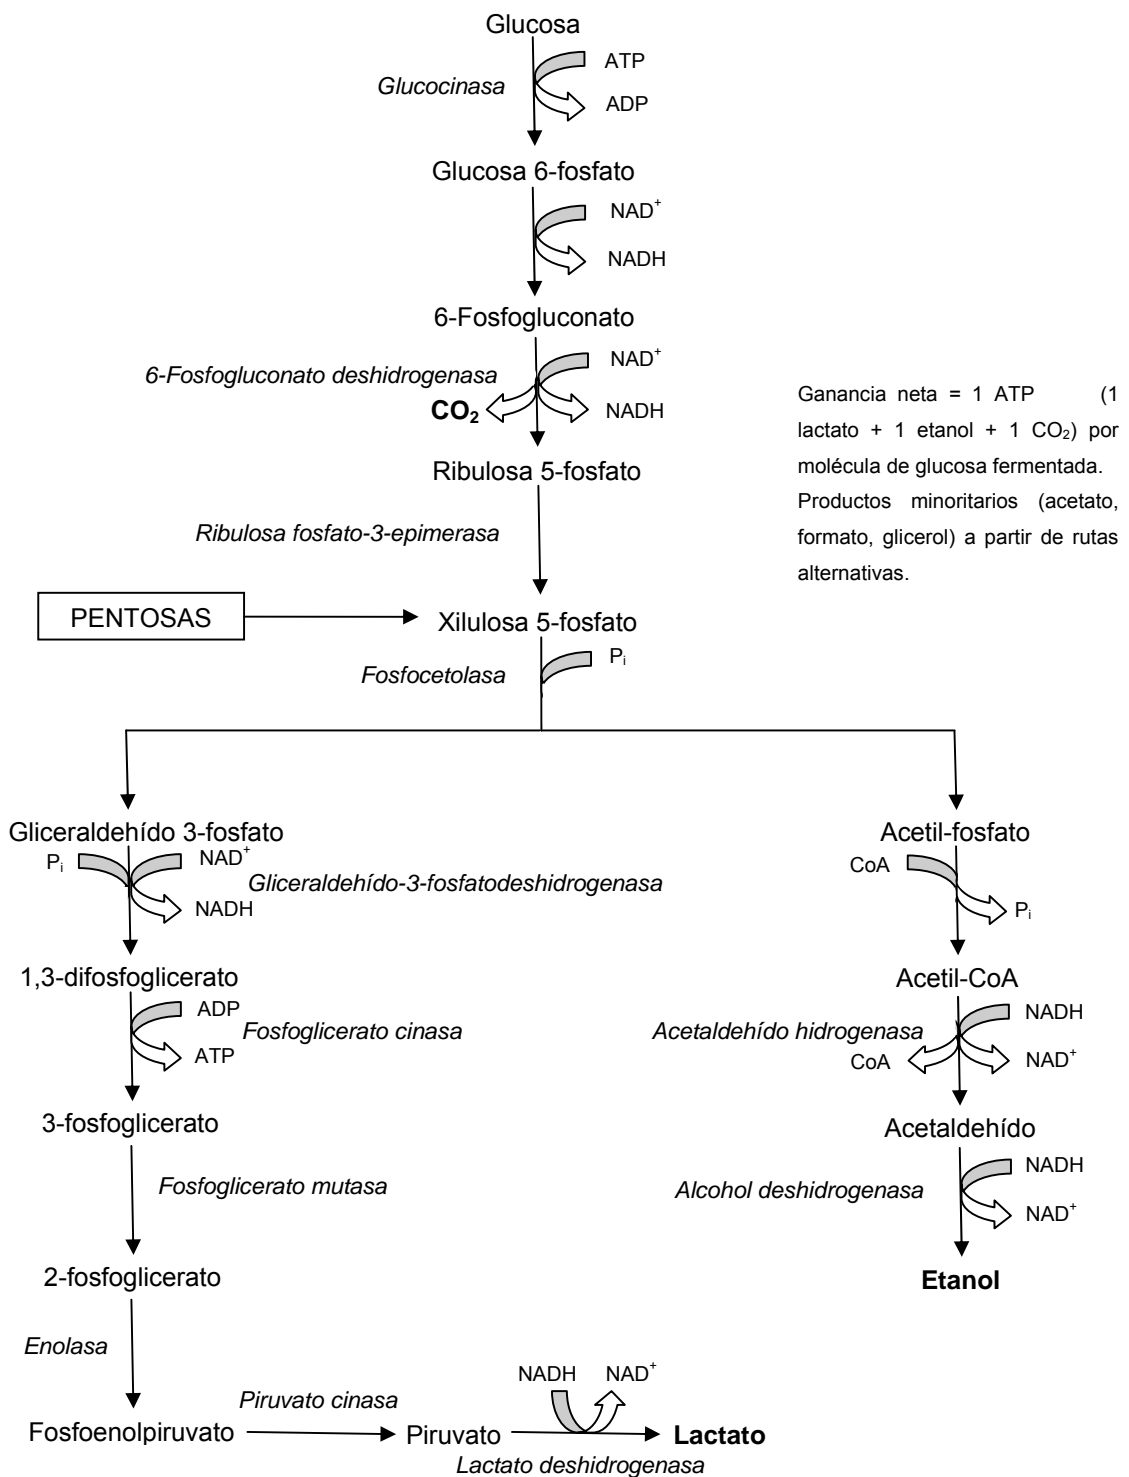 Glucosa
ATP
Glucocinasa
ADP
Glucosa 6-fosfato
NAD+
NADH
6-Fosfogluconato
NAD+
6-Fosfogluconato deshidrogenasa
CO2
NADH
Ganancia neta = 1 ATP (1
lactato + 1 etanol + 1 CO2) por
molécula de glucosa fermentada.
Productos minoritarios (acetato,
formato, glicerol) a partir de rutas
alternativas.
Ribulosa 5-fosfato
Ribulosa fosfato-3-epimerasa
PENTOSAS
Xilulosa 5-fosfato
Pi
Fosfocetolasa
Gliceraldehído 3-fosfato
Pi
NAD+
Gliceraldehído-3-fosfatodeshidrogenasa
NADH
1,3-difosfoglicerato
ADP
Fosfoglicerato cinasa
ATP
3-fosfoglicerato
Fosfoglicerato mutasa
2-fosfoglicerato
Enolasa
Fosfoenolpiruvato
Piruvato cinasa
Piruvato
NADH
NAD+
Lactato
Lactato deshidrogenasa
Acetil-fosfato
CoA
Pi
Acetil-CoA
NADH
Acetaldehído hidrogenasa
CoA
NAD+
Acetaldehído
NADH
Alcohol deshidrogenasa
NAD+
Etanol